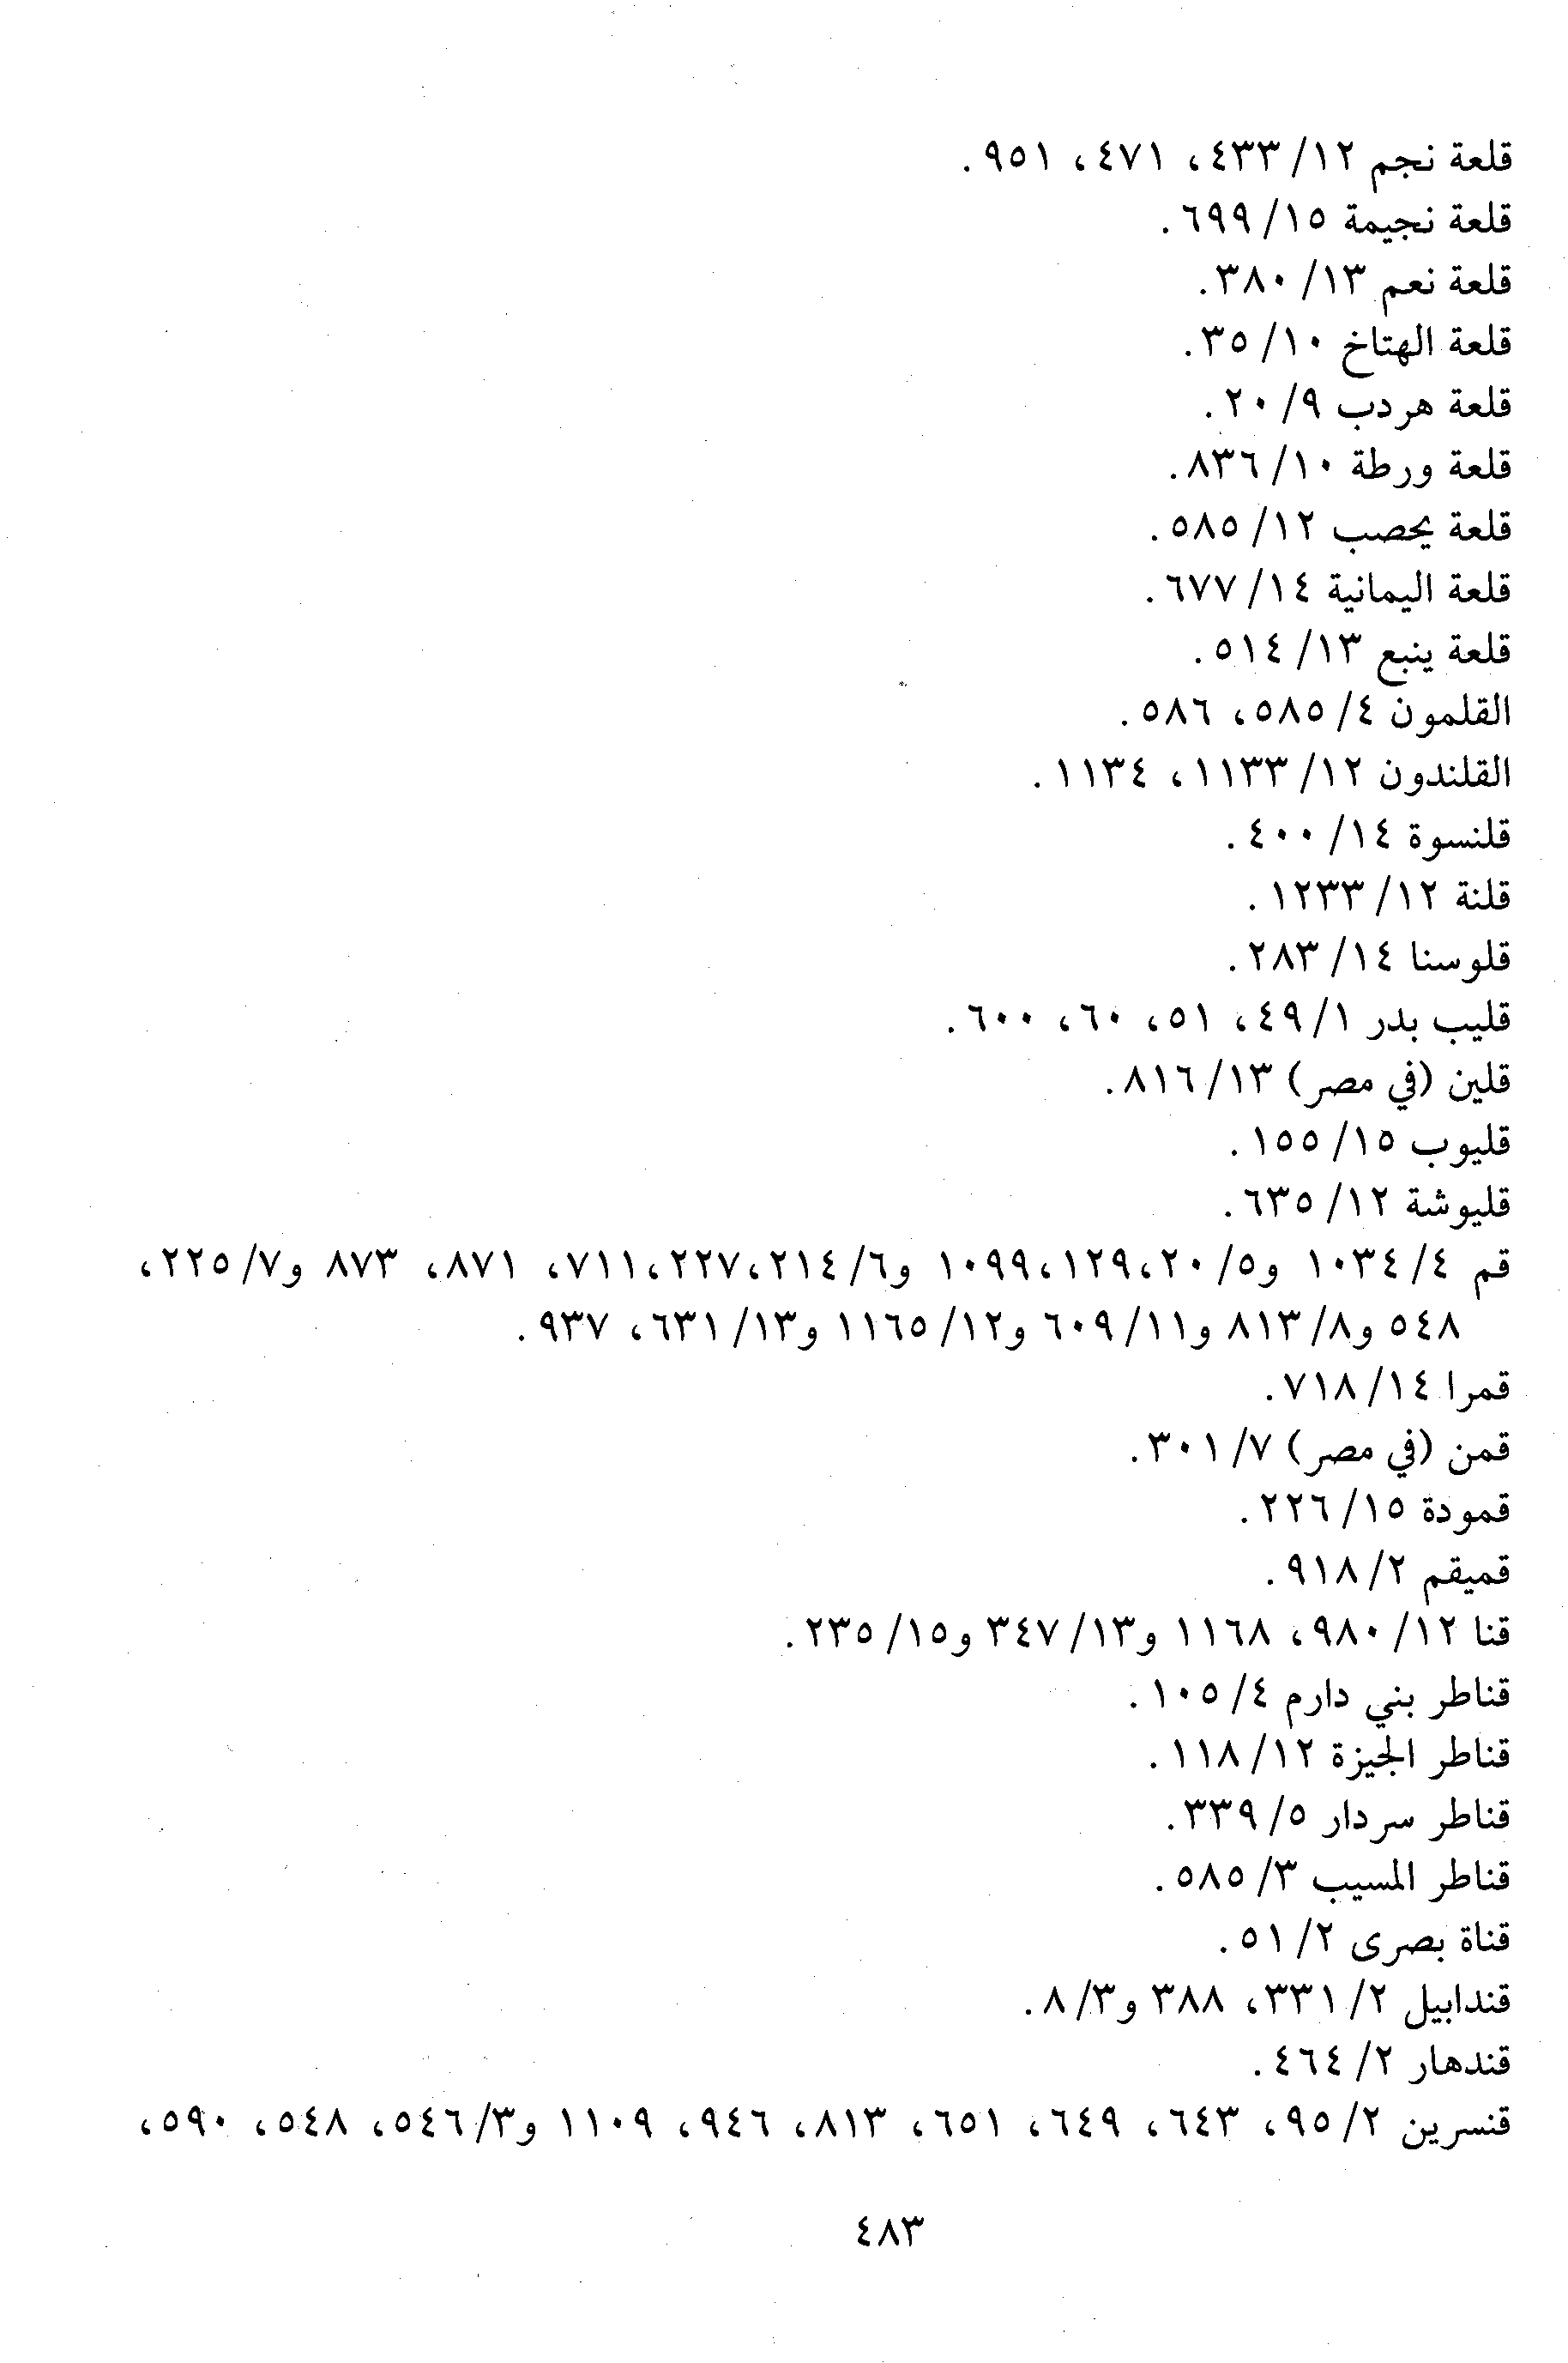 قلعة نجم ١٢/ ٤٣٣، ٤٧١، ٩٥١.
قلعة نجيمة ١٥/ ٦٩٩.
قلعة نعم ١٣/ ٣٨٠.
قلعة الهتاخ ١٠/ ٣٥.
قلعة هردب ٩/ ٢٠.
قلعة ورطة ١٠/ ٨٣٦.
قلعة يحصب ١٢/ ٥٨٥.
قلعة اليمانية ١٤/ ٦٧٧.
قلعة ينبع ١٣/ ٥١٤.
القلمون ٤/ ٥٨٥، ٥٨٦.
القلندون ١٢/ ١١٣٣، ١١٣٤.
قلنسوة ١٤/ ٤٠٠.
قلنة ١٢/ ١٢٣٣.
قلوسنا ١٤/ ٢٨٣.
قليب بدر ١/ ٤٩، ٥١، ٦٠، ٦٠٠.
قلين (في مصر) ١٣/ ٨١٦.
قليوب ١٥/ ١٥٥.
قليوشة ١٢/ ٦٣٥.
قم ٤/ ١٠٣٤ و٥/ ٢٠،١٢٩،١٠٩٩ و٦/ ٢١٤،٢٢٧،٧١١، ٨٧١، ٨٧٣ و٧/ ٢٢٥،
٥٤٨ و٨/ ٨١٣ و١١/ ٦٠٩ و١٢/ ١١٦٥ و١٣/ ٦٣١، ٩٣٧.
قمرا ١٤/ ٧١٨.
قمن (في مصر) ٧/ ٣٠١.
قمودة ١٥/ ٢٢٦.
قميقم ٢/ ٩١٨.
قنا ١٢/ ٩٨٠، ١١٦٨ و١٣/ ٣٤٧ و١٥/ ٢٣٥.
قناطر بني دارم ٤/ ١٠٥.
قناطر الجيزة ١٢/ ١١٨.
قناطر سردار ٥/ ٣٣٩.
قناطر المسيب ٣/ ٥٨٥.
قناة بصرى ٢/ ٥١.
قندابيل ٢/ ٣٣١، ٣٨٨ و٣/ ٨.
قندهار ٢/ ٤٦٤.
قنسرين ٢/ ٩٥، ٦٤٣، ٦٤٩، ٦٥١، ٨١٣، ٩٤٦، ١١٠٩ و٣/ ٥٤٦، ٥٤٨، ٥٩٠،
٤٨٣